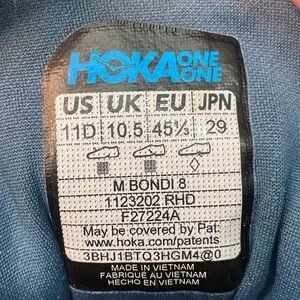 HOKA ONE ONE
US UK EU JPN
11D 10.5 45⅓ 29
M BONDI 8
1123202 RHD
F27224A
May be covered by Pat:
www.hoka.com/patents
3BHJ1BTQ3HGM4@0
MADE IN VIETNAM
FABRIQUÉ AU VIETNAM
HECHO EN VIETNAM